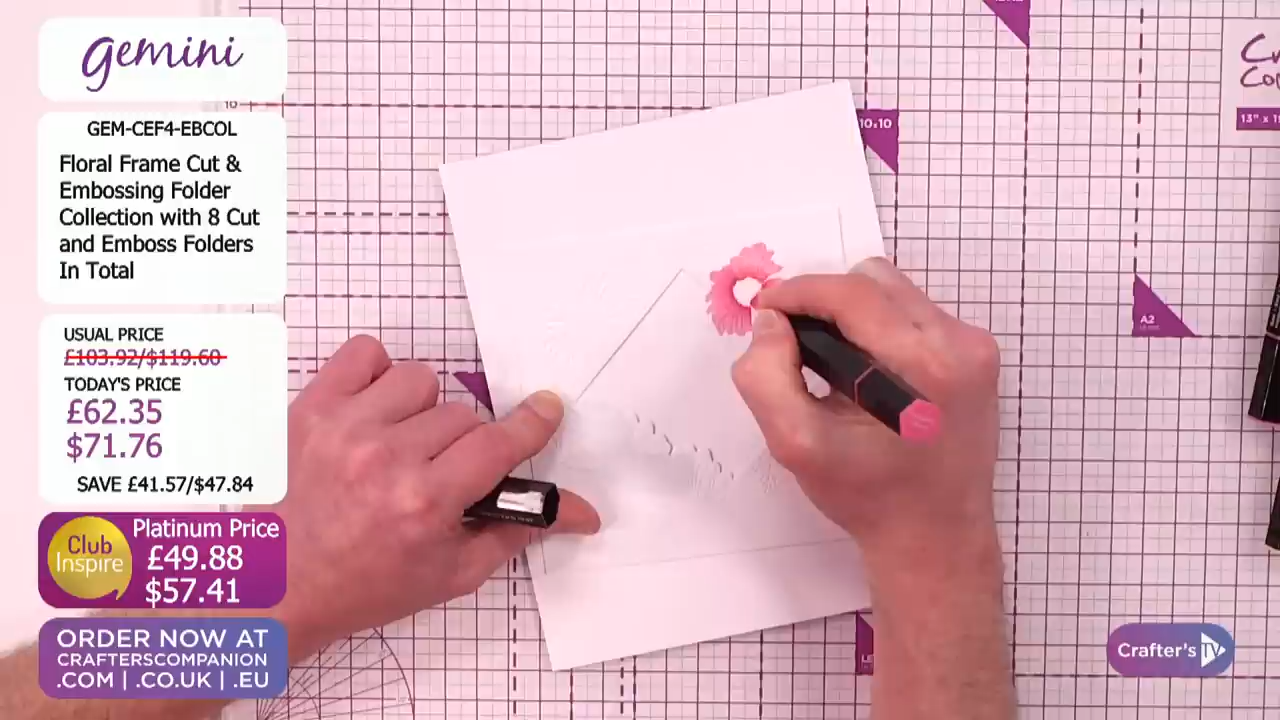 gemini
GEM-CEF4-EBCOL
Floral Frame Cut &
Embossing Folder
Collection with 8 Cut
and Emboss Folders
In Total
USUAL PRICE
£103.92/$119.60
TODAY'S PRICE
£62.35
$71.76
SAVE £41.57/$47.84
Club
Inspire
Platinum Price
£49.88
$57.41
ORDER NOW AT
CRAFTERSCOMPANION
.COM | .CO.UK | .EU
10
10x10
A2
13" x
Crafter's TV